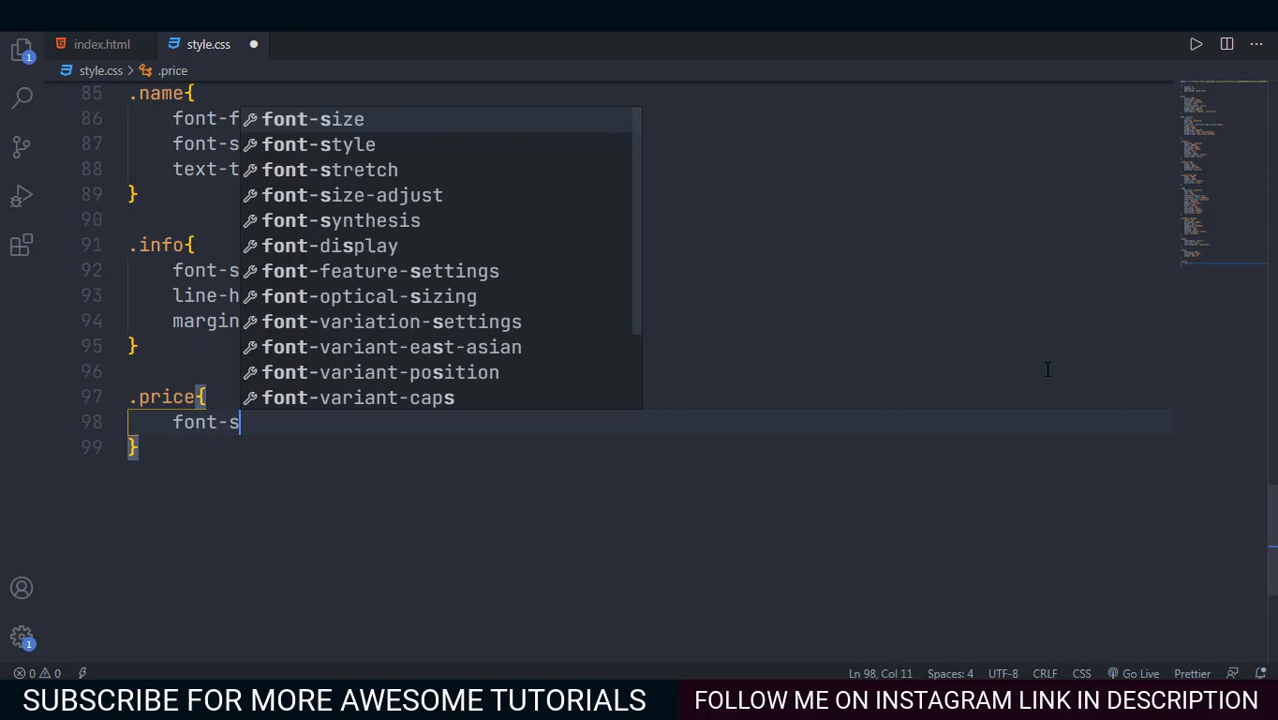 index.html
style.css
style.css > .price
85 .name{
86 font-f
87 font-s
88 text-t
89 }
90
91 .info{
92 font-s
93 line-h
94 margin
95 }
96
97 .price{
98 font-s
99 }
font-size
font-style
font-stretch
font-size-adjust
font-synthesis
font-display
font-feature-settings
font-optical-sizing
font-variation-settings
font-variant-east-asian
font-variant-position
font-variant-caps
1
1
0 0 Ln 98, Col 11 Spaces: 4 UTF-8 CRLF CSS Go Live Prettier
SUBSCRIBE FOR MORE AWESOME TUTORIALS
FOLLOW ME ON INSTAGRAM LINK IN DESCRIPTION